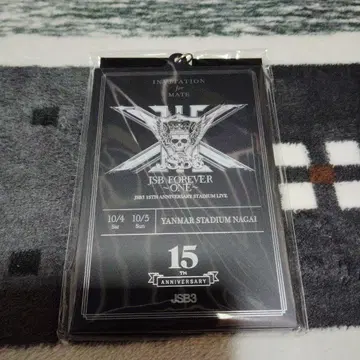 INVITATION
for
MATE
JSB FOREVER
~ONE~
JSB3 15TH ANNIVERSARY STADIUM LIVE
10/4 10/5 YANMAR STADIUM NAGAI
Sat Sun
15
TH
ANNIVERSARY
JSB3